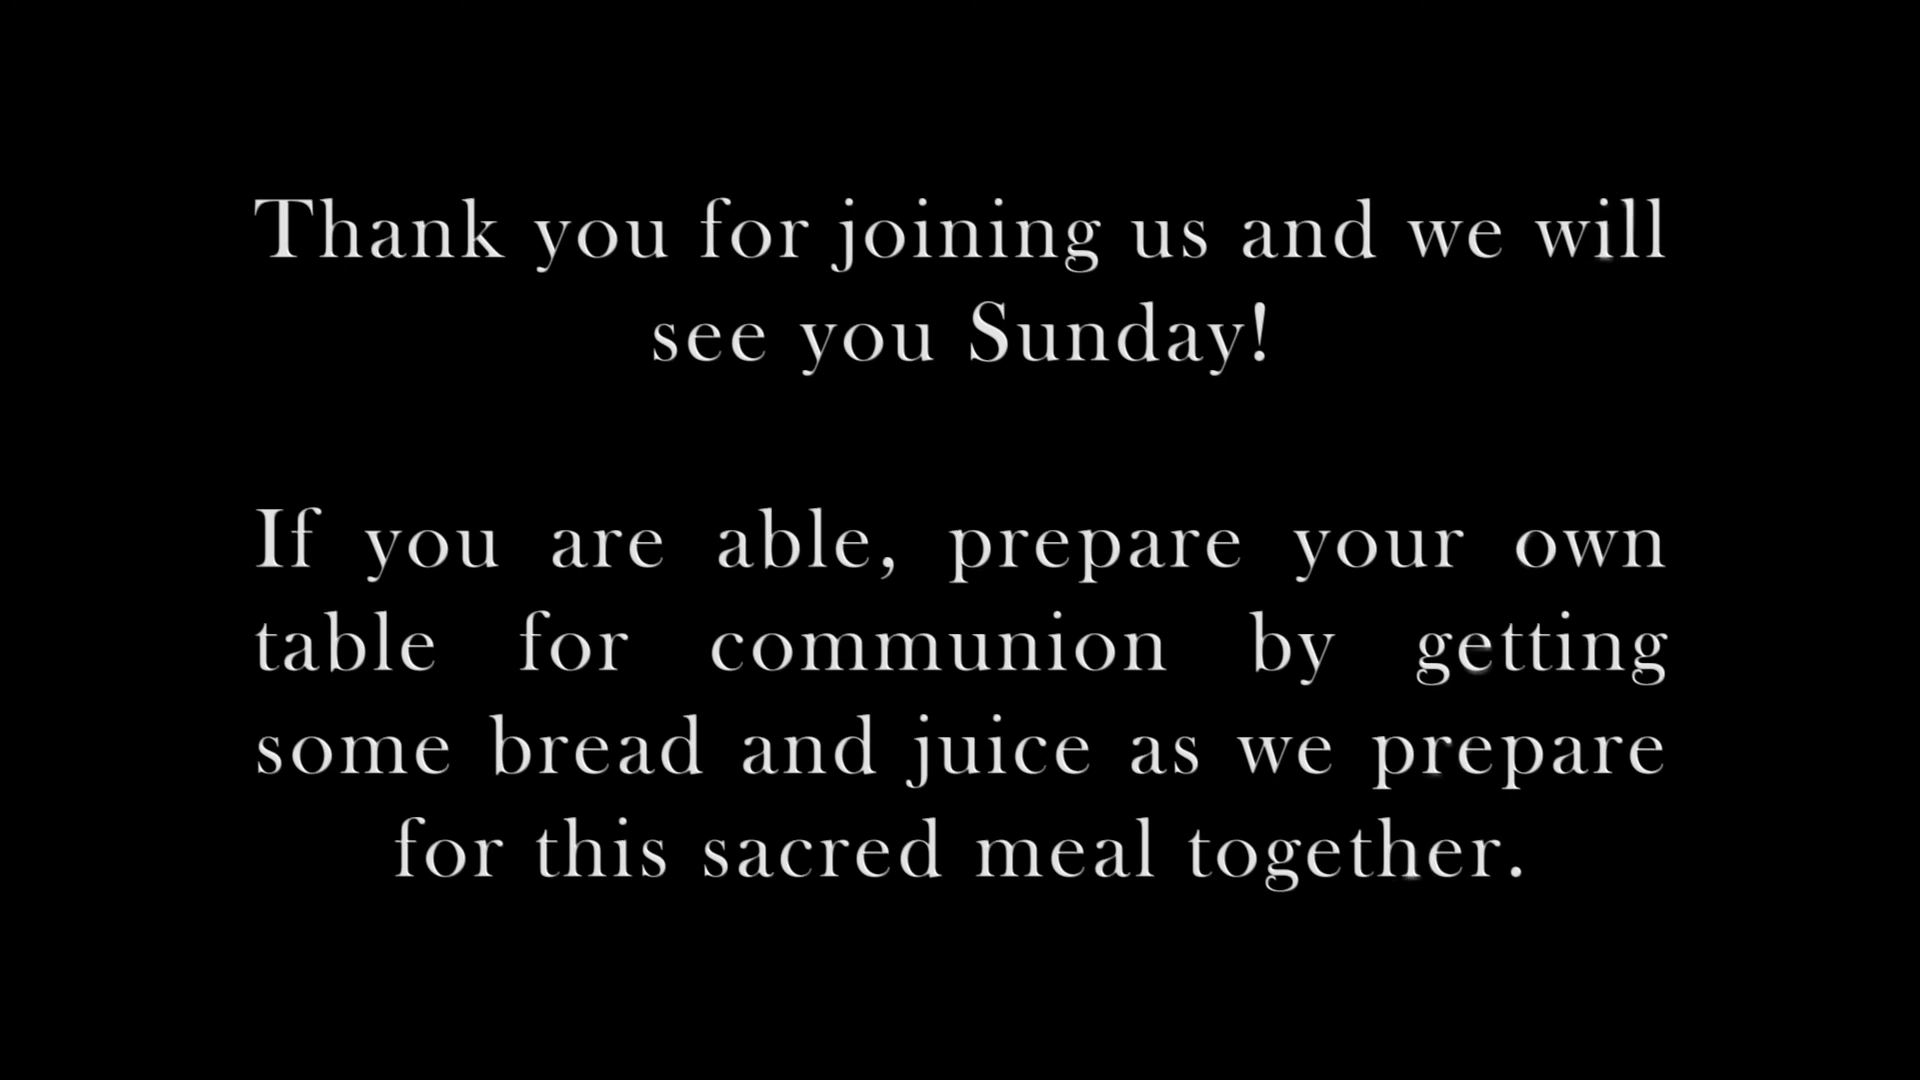 Thank you for joining us and we will
see you Sunday!
If you are able, prepare your own
table for communion by getting
some bread and juice as we prepare
for this sacred meal together.